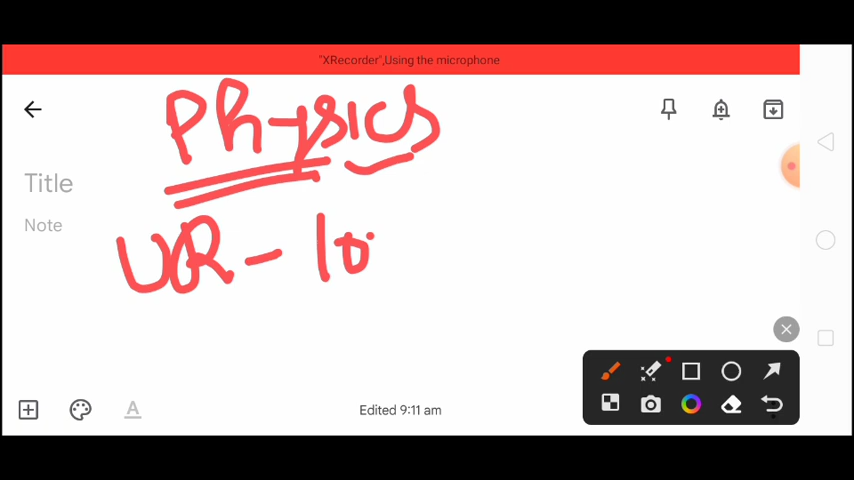 "XRecorder",Using the microphone
Physics
Title
Note
UR - 10
A
Edited 9:11 am